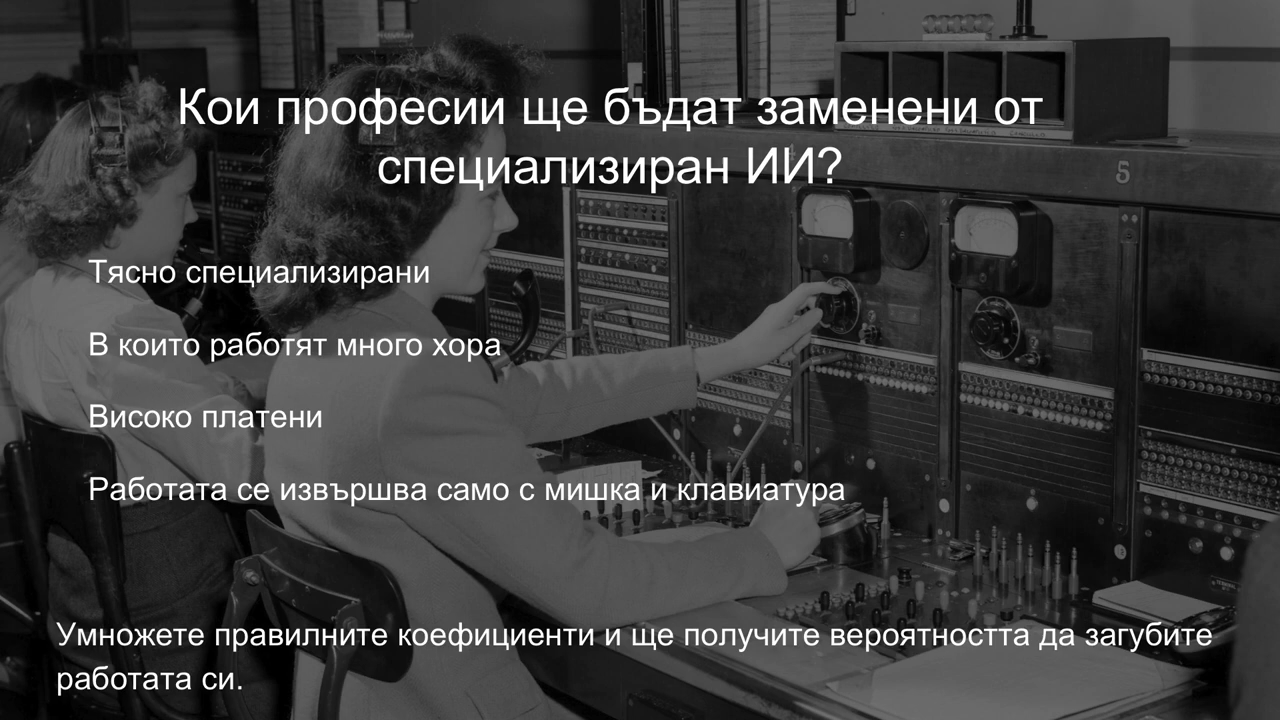 Кои професии ще бъдат заменени от
специализиран ИИ?
5
Тясно специализирани
В които работят много хора
Високо платени
Работата се извършва само с мишка и клавиатура
Умножете правилните коефициенти и ще получите вероятността да загубите
работата си.